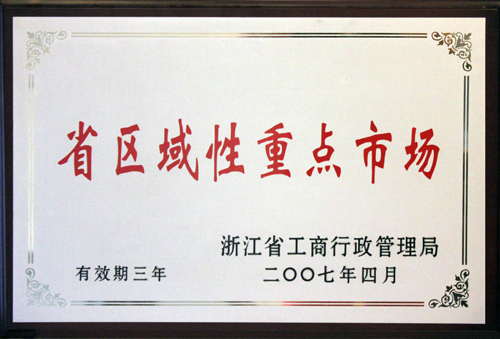 省区域性重点市场
浙江省工商行政管理局
有效期三年 二〇〇七年四月